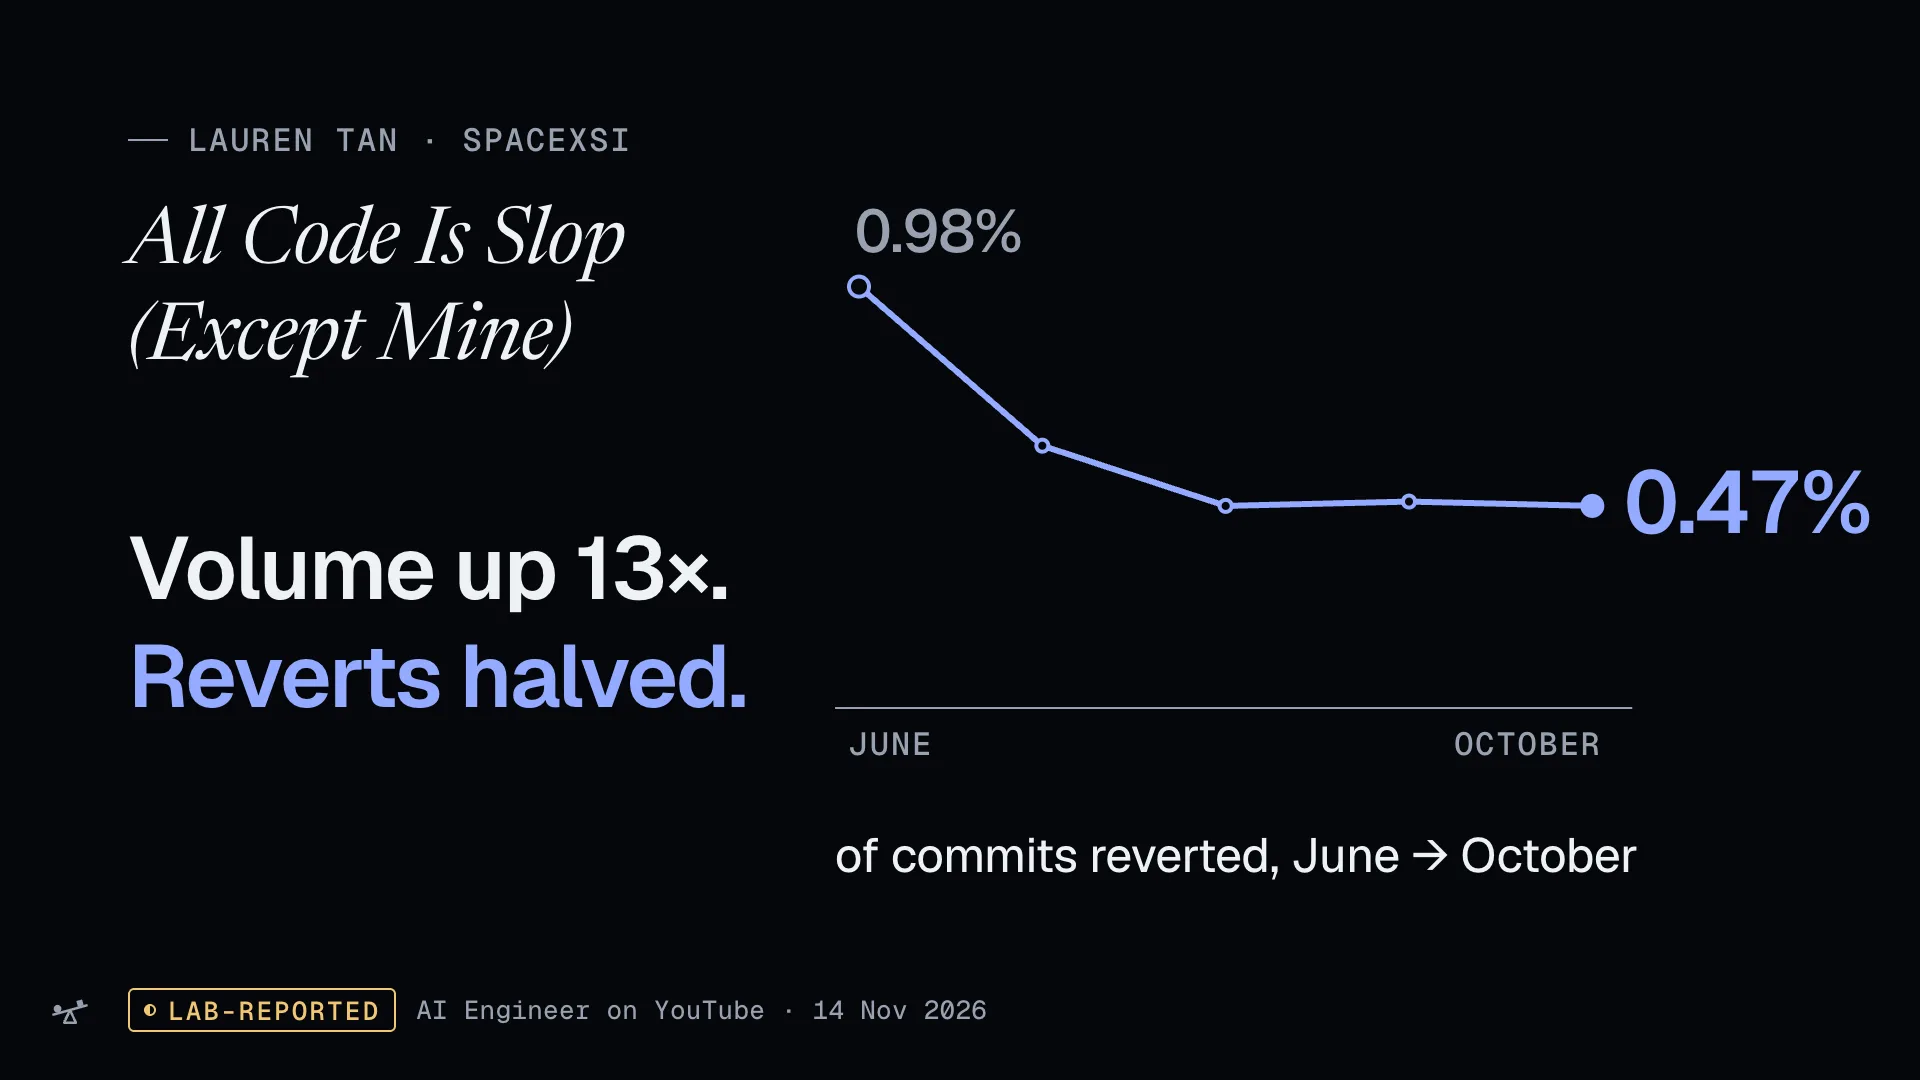 LAUREN TAN · SPACEXSI
All Code Is Slop
(Except Mine)
Volume up 13×.
Reverts halved.
0.98%
0.47%
JUNE
OCTOBER
of commits reverted, June → October
LAB-REPORTED
AI Engineer on YouTube · 14 Nov 2026